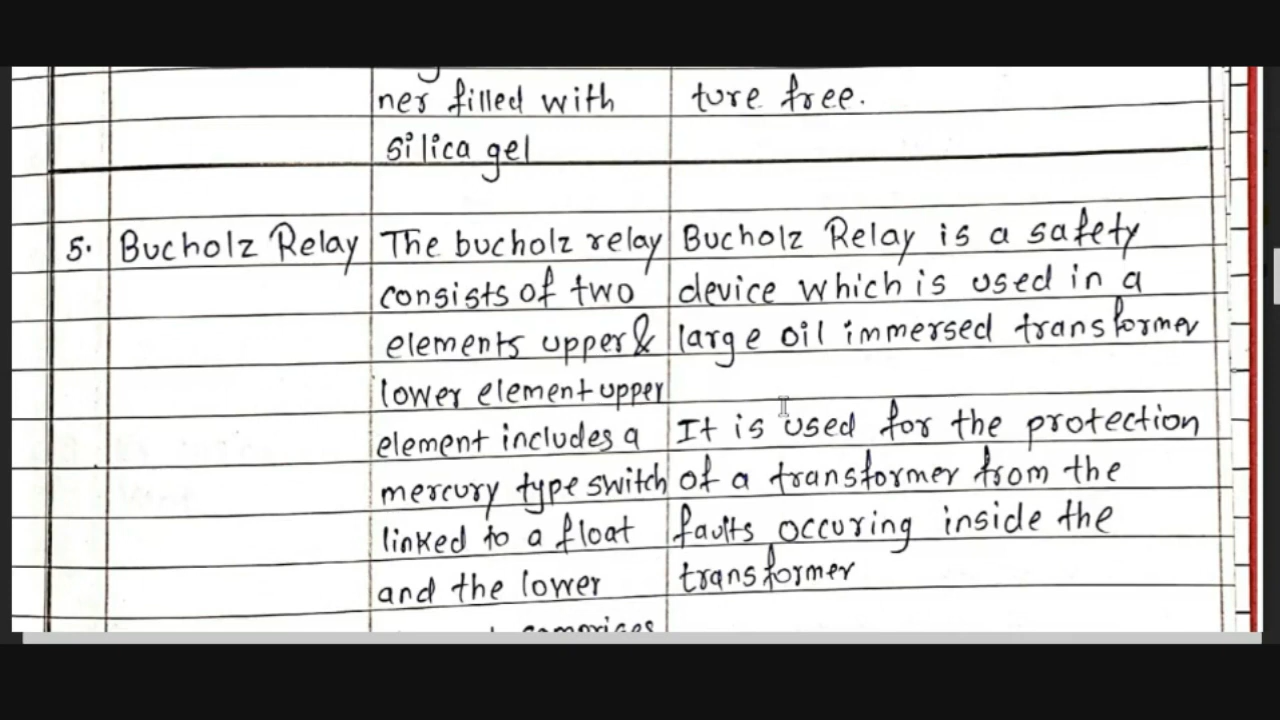 ner filled with
ture free.
silica gel
5.
Bucholz Relay
The bucholz relay
consists of two
elements upper &
lower element upper
element includes a
mercury type switch
linked to a float
and the lower
comprises
Bucholz Relay is a safety
device which is used in a
large oil immersed transformer
It is used for the protection
of a transformer from the
faults occuring inside the
transformer